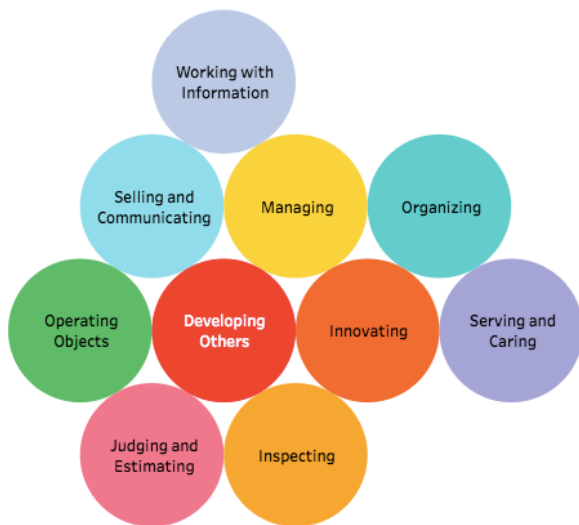 Working with
Information
Selling and
Communicating
Managing
Organizing
Operating
Objects
Developing
Others
Innovating
Serving and
Caring
Judging and
Estimating
Inspecting